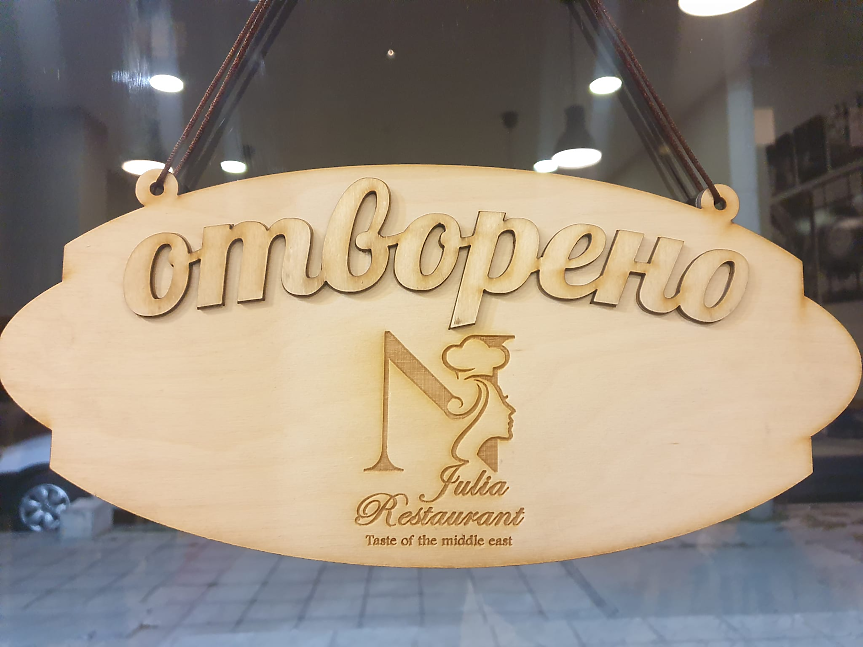 отворено
N
Julia
Restaurant
Taste of the middle east